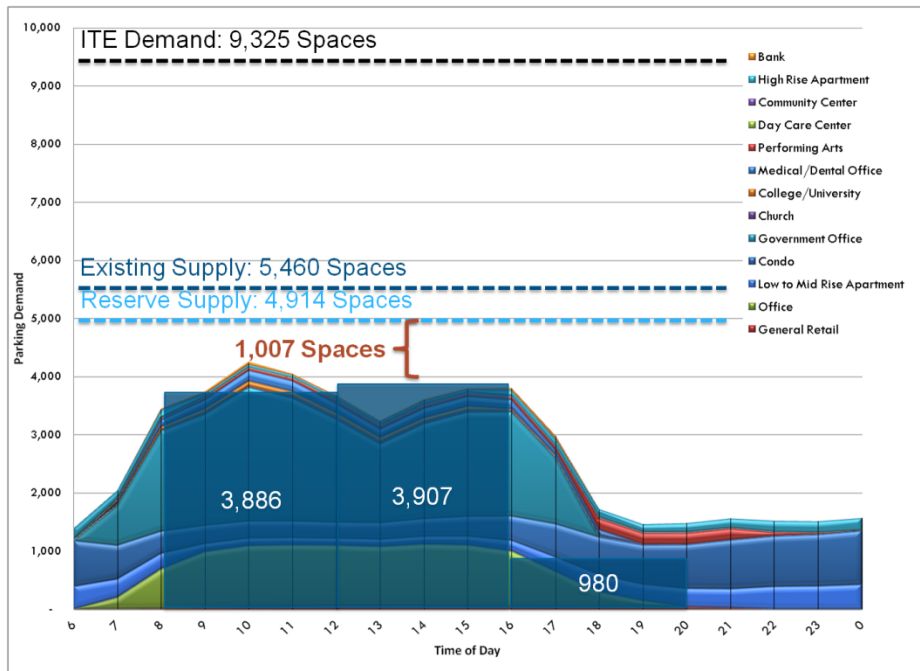 10,000
ITE Demand: 9,325 Spaces
9,000
8,000
7,000
6,000
Existing Supply: 5,460 Spaces
Reserve Supply: 4,914 Spaces
5,000
1,007 Spaces
4,000
3,000
2,000
1,000
-
Parking Demand
3,886
3,907
980
6 7 8 9 10 11 12 13 14 15 16 17 18 19 20 21 22 23 0
Time of Day
Bank
High Rise Apartment
Community Center
Day Care Center
Performing Arts
Medical/Dental Office
College/University
Church
Government Office
Condo
Low to Mid Rise Apartment
Office
General Retail